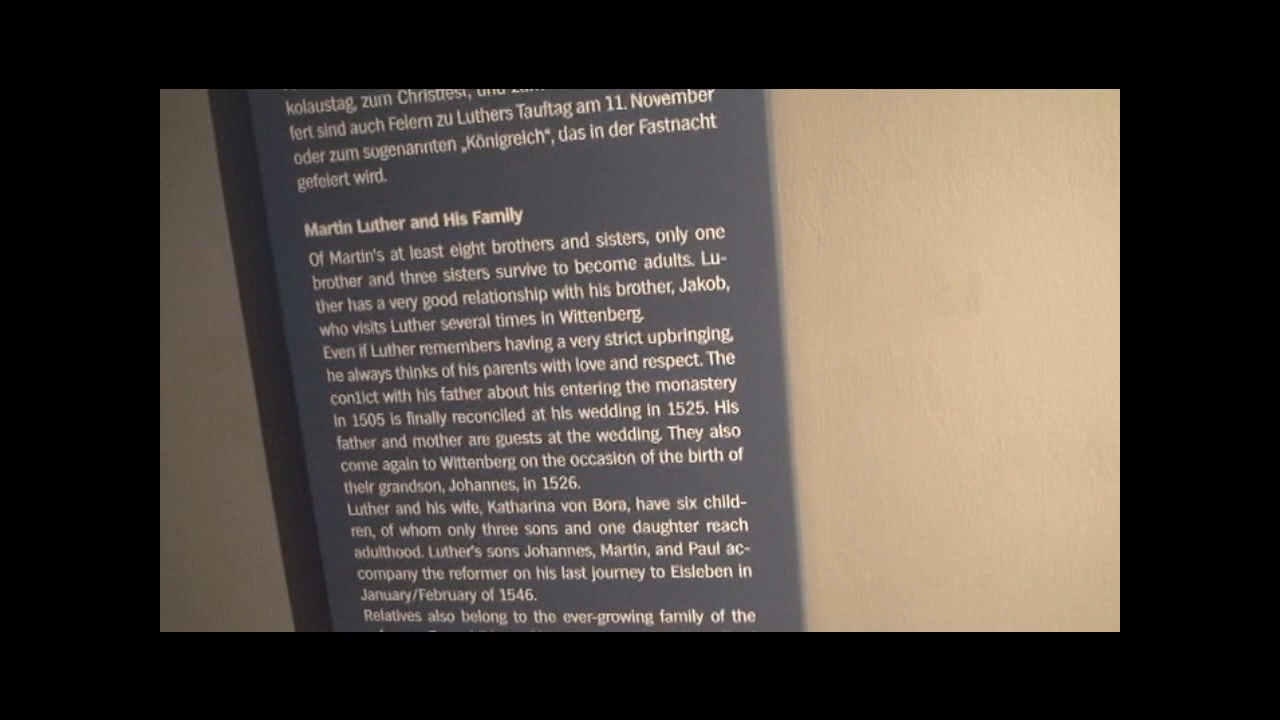 kolaustag, zum Christfest, und
fert sind auch Feiern zu Luthers Tauftag am 11. November
oder zum sogenannten „Königreich“, das in der Fastnacht
gefeiert wird.
Martin Luther and His Family
Of Martin's at least eight brothers and sisters, only one
brother and three sisters survive to become adults. Lu-
ther has a very good relationship with his brother, Jakob,
who visits Luther several times in Wittenberg.
Even if Luther remembers having a very strict upbringing,
he always thinks of his parents with love and respect. The
con1ict with his father about his entering the monastery
in 1505 is finally reconciled at his wedding in 1525. His
father and mother are guests at the wedding. They also
come again to Wittenberg on the occasion of the birth of
their grandson, Johannes, in 1526.
Luther and his wife, Katharina von Bora, have six child-
ren, of whom only three sons and one daughter reach
adulthood. Luther's sons Johannes, Martin, and Paul ac-
company the reformer on his last journey to Eisleben in
January/February of 1546.
Relatives also belong to the ever-growing family of the